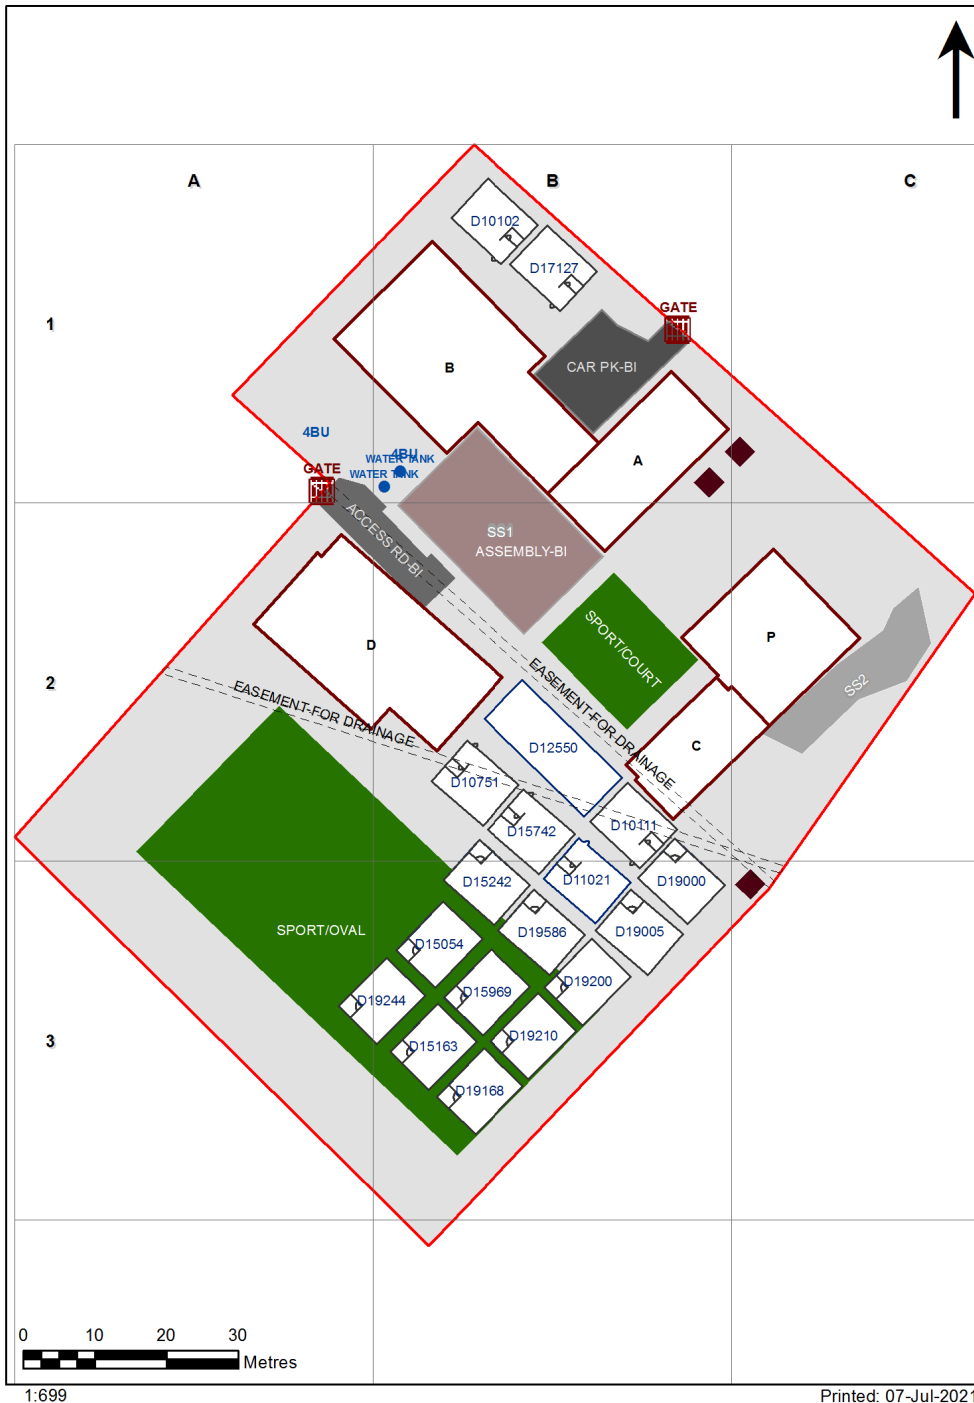 A
B
C
D10102
D17127
GATE
1
CAR PK-BI
B
4BU
4BU
WATER TANK
WATER TANK
A
GATE
ACCESS RD-BI
SS1
ASSEMBLY-BI
SPORT/COURT
P
D
2
SS2
EASEMENT-FOR DRAINAGE
EASEMENT-FOR DRAINAGE
C
D12550
D10751
D15742
D10111
D15242
D11021
D19000
SPORT/OVAL
D19586
D19005
D15054
D19200
D19244
D15969
3
D15163
D19210
D19168
0 10 20 30
Metres
1:699
Printed: 07-Jul-2021